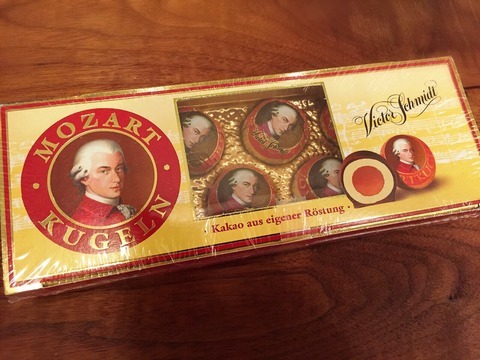 MOZART
KUGELN
Victor Schmidt
Kakao aus eigener Röstung